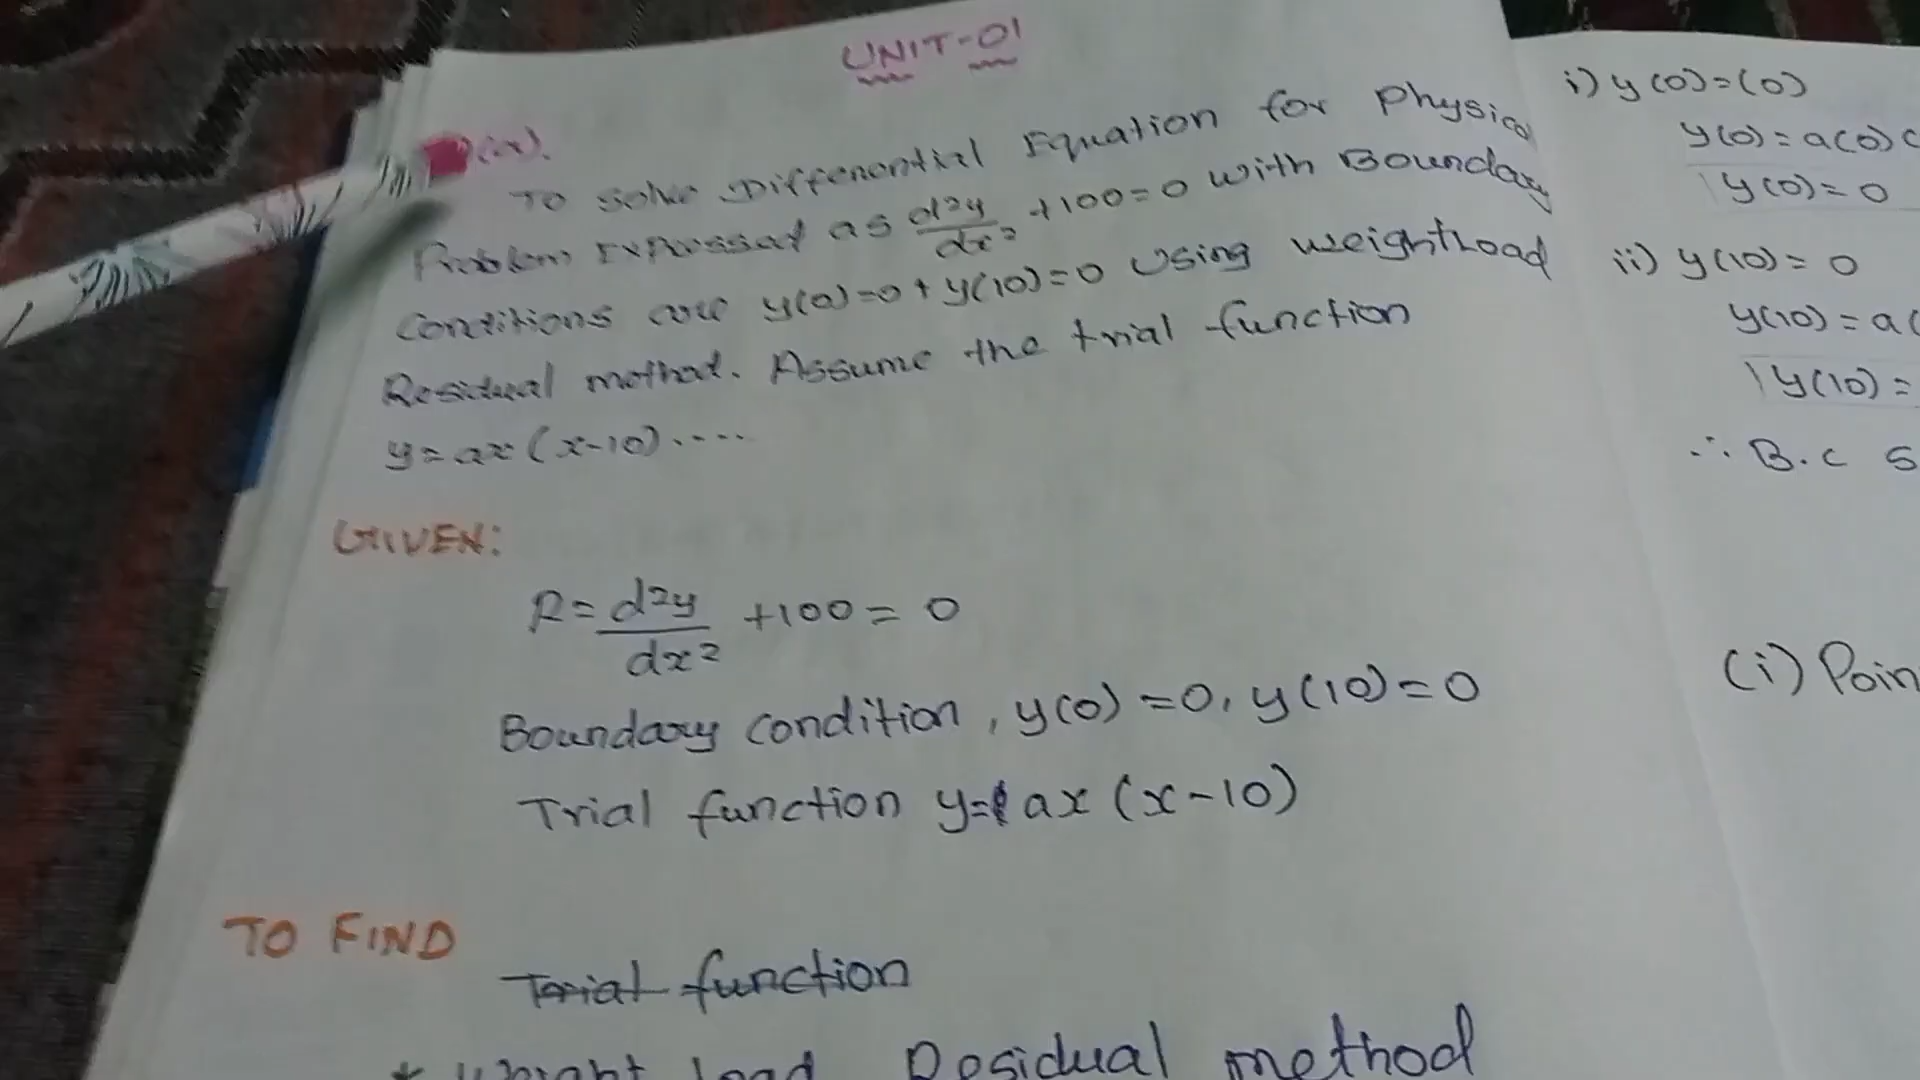 UNIT-01
(a).
To solve Differential Equation for Physical
Problem Expressed as d²y/dx² +100=0 with Boundary
Conditions are y(0)=0 + y(10)=0 Using weightload
Residual method. Assume the trial function
y=ax(x-10).....
GIVEN:
R=d²y/dx² +100=0
Boundary condition, y(0)=0, y(10)=0
Trial function y= ax (x-10)
TO FIND
Trial function
* Weight load Residual method
i) y(0)=(0)
y(0)=a(0)(
y(0)=0
ii) y(10)=0
y(10)=a(
y(10)=
∴ B.C S
(i) Poin